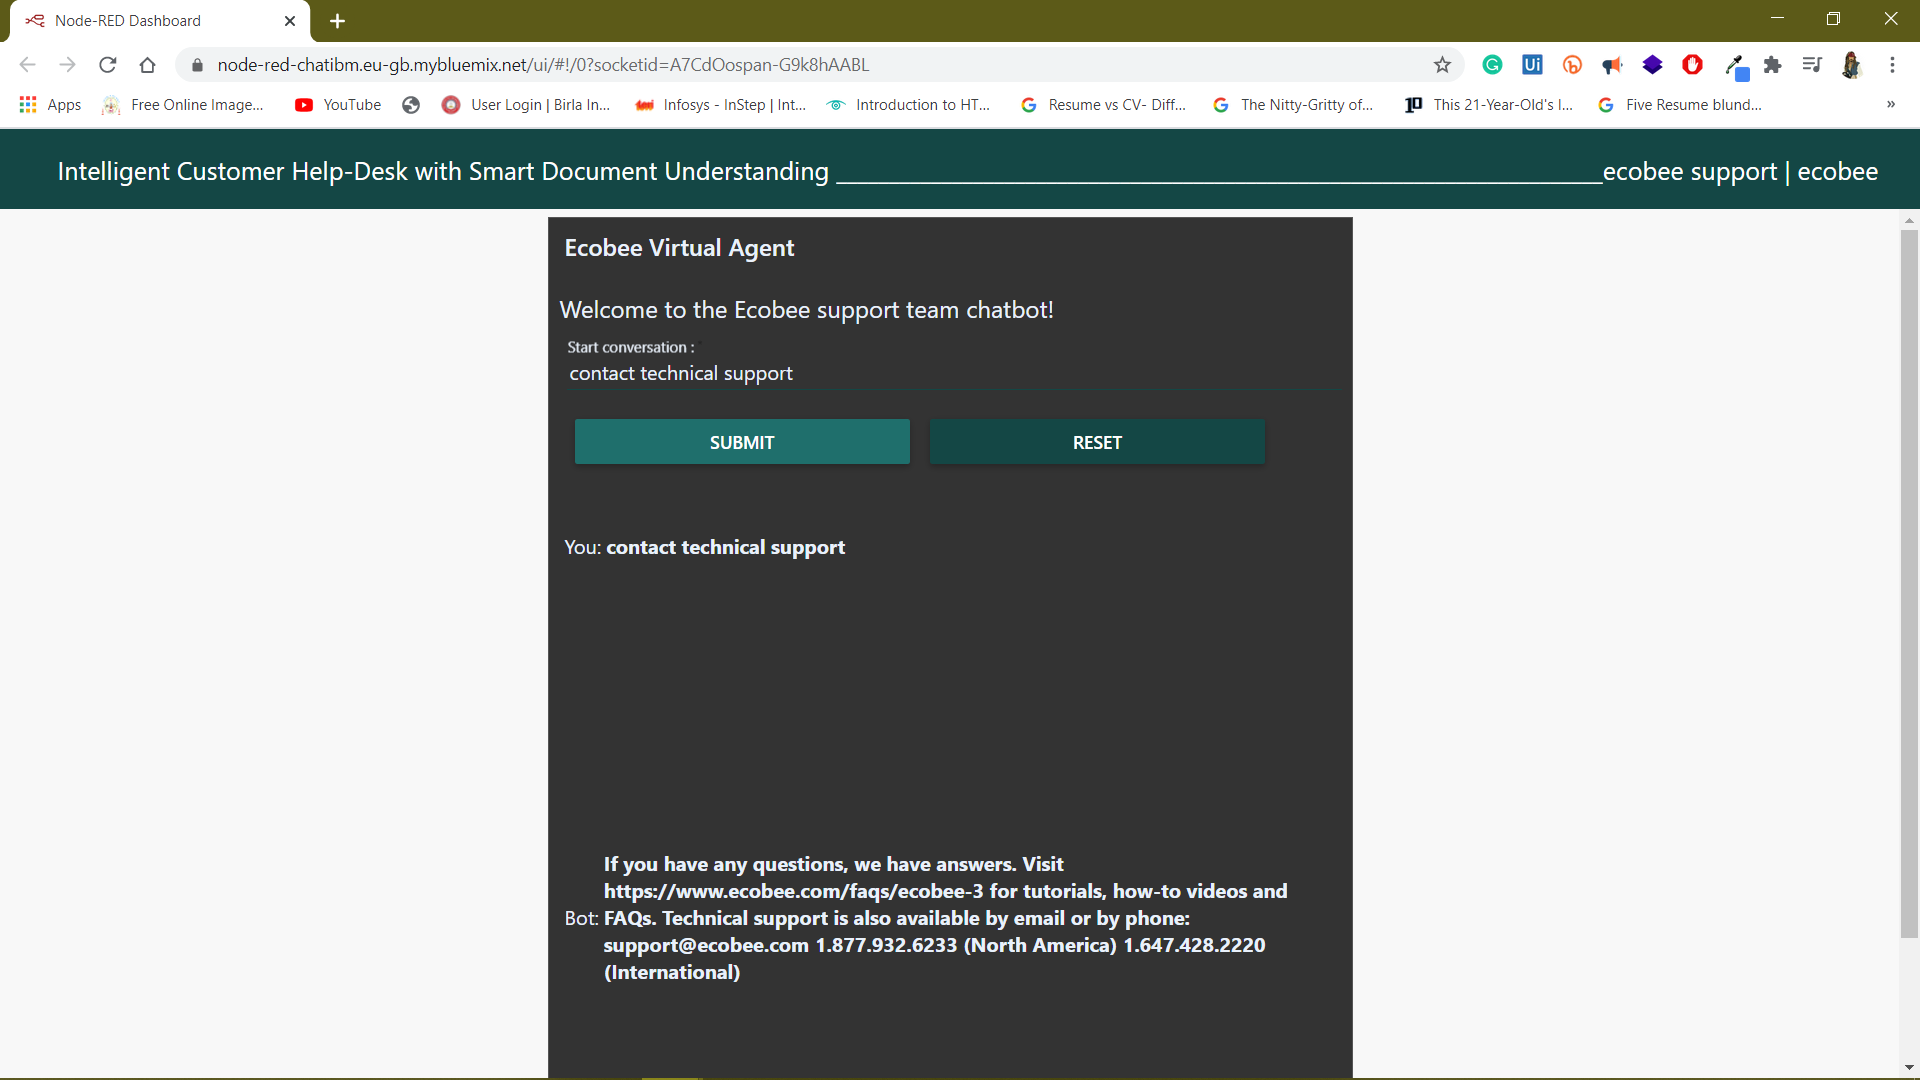 Node-RED Dashboard
node-red-chatibm.eu-gb.mybluemix.net/ui/#!/0?socketid=A7CdOospan-G9k8hAABL
Apps Free Online Image... YouTube User Login | Birla In... Infosys - InStep | Int... Introduction to HT... Resume vs CV- Diff... The Nitty-Gritty of... This 21-Year-Old's I... Five Resume blund... »
Intelligent Customer Help-Desk with Smart Document Understanding ____________________________________________________________ecobee support | ecobee
Ecobee Virtual Agent
Welcome to the Ecobee support team chatbot!
Start conversation :
contact technical support
SUBMIT RESET
You: contact technical support
If you have any questions, we have answers. Visit
https://www.ecobee.com/faqs/ecobee-3 for tutorials, how-to videos and
Bot: FAQs. Technical support is also available by email or by phone:
support@ecobee.com 1.877.932.6233 (North America) 1.647.428.2220
(International)